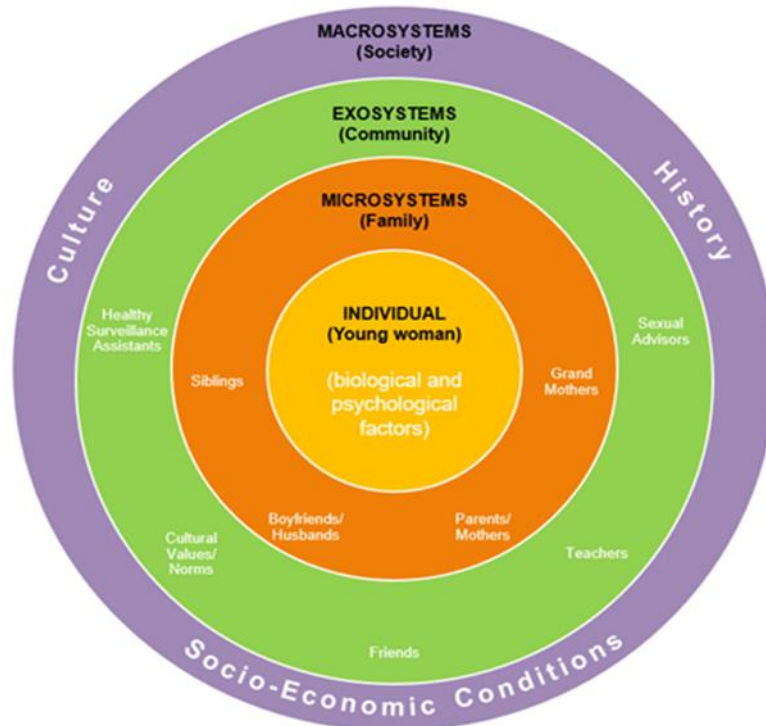 MACROSYSTEMS
(Society)
EXOSYSTEMS
(Community)
MICROSYSTEMS
(Family)
INDIVIDUAL
(Young woman)
(biological and
psychological
factors)
Culture
History
Socio-Economic Conditions
Healthy
Surveillance
Assistants
Sexual
Advisors
Siblings
Grand
Mothers
Boyfriends/
Husbands
Parents/
Mothers
Cultural
Values/
Norms
Teachers
Friends